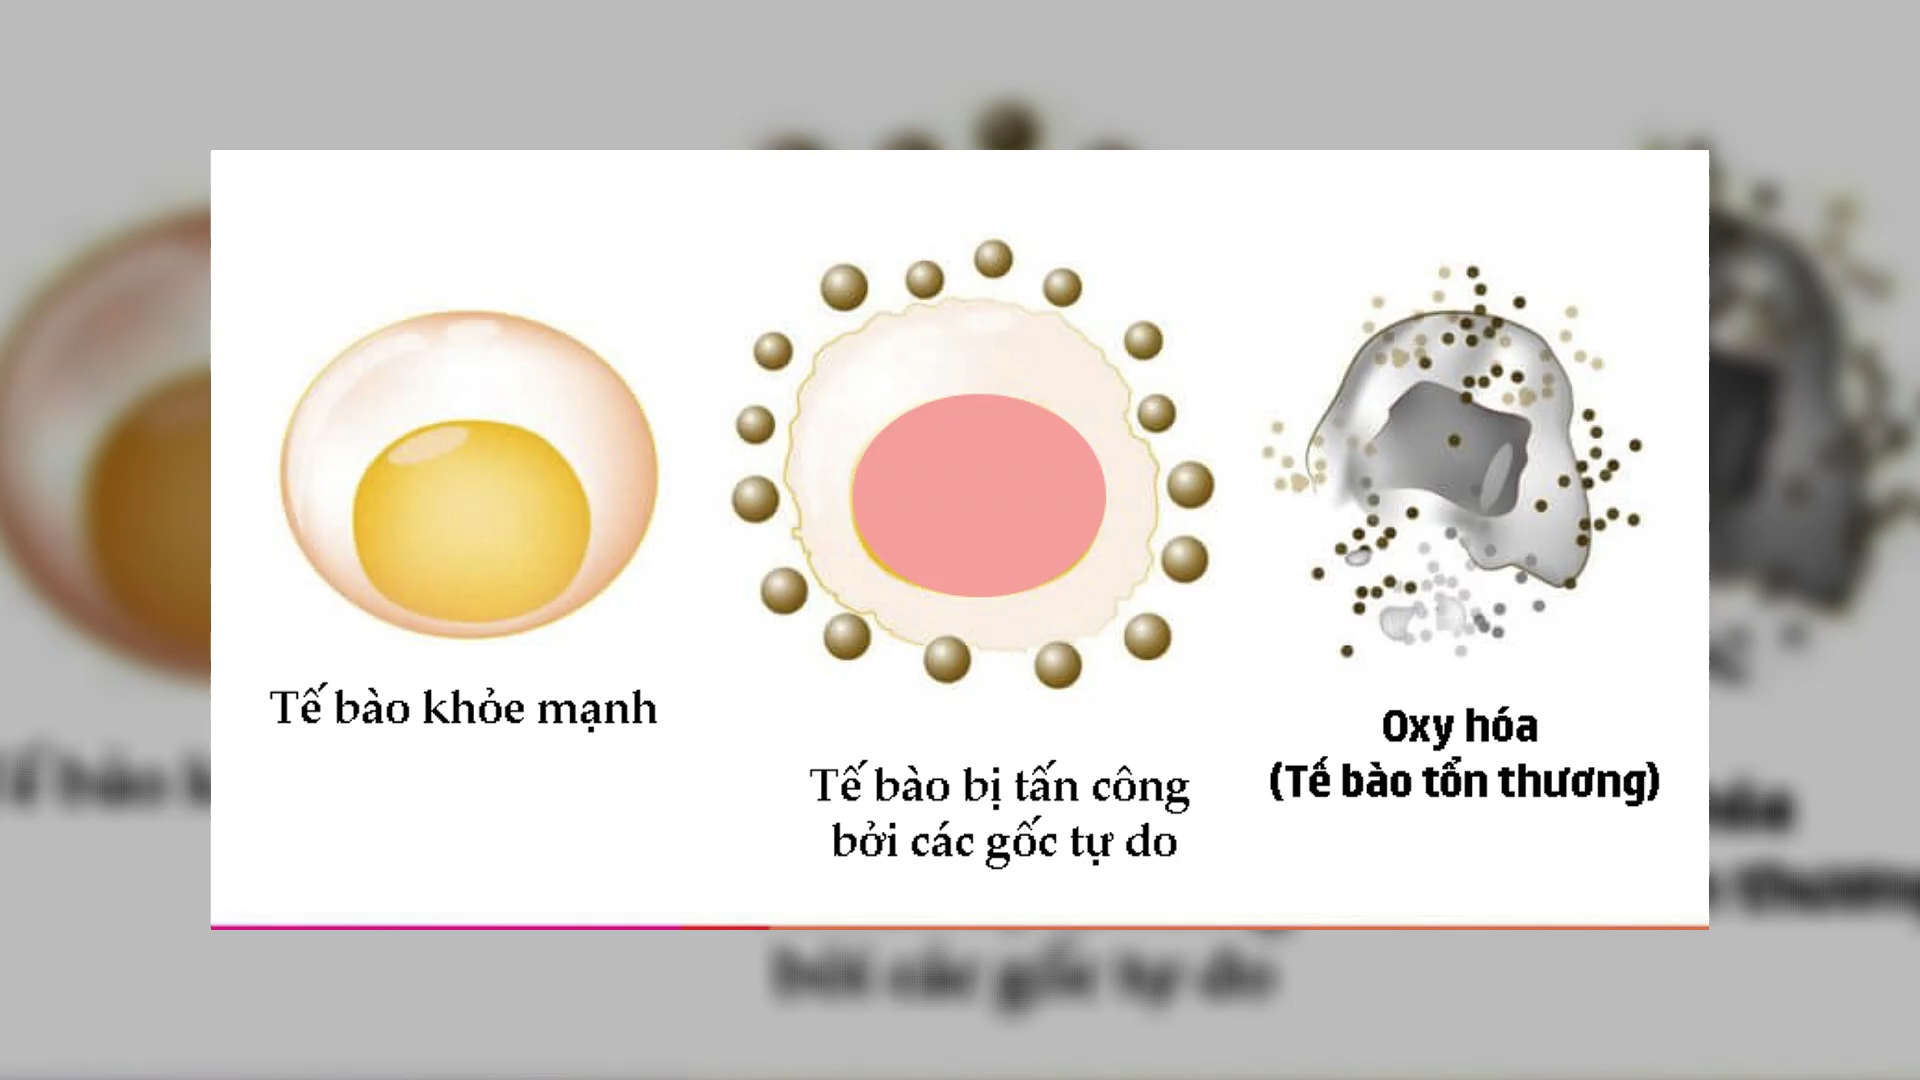 Tế bào khỏe mạnh
Tế bào bị tấn công
bởi các gốc tự do
Oxy hóa
(Tế bào tổn thương)